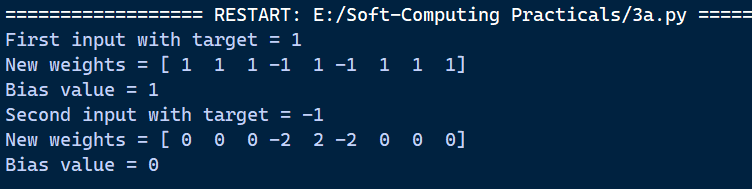 ================== RESTART: E:/Soft-Computing Practicals/3a.py =====
First input with target = 1
New weights = [ 1  1  1 -1  1 -1  1  1  1]
Bias value = 1
Second input with target = -1
New weights = [ 0  0  0 -2  2 -2  0  0  0]
Bias value = 0